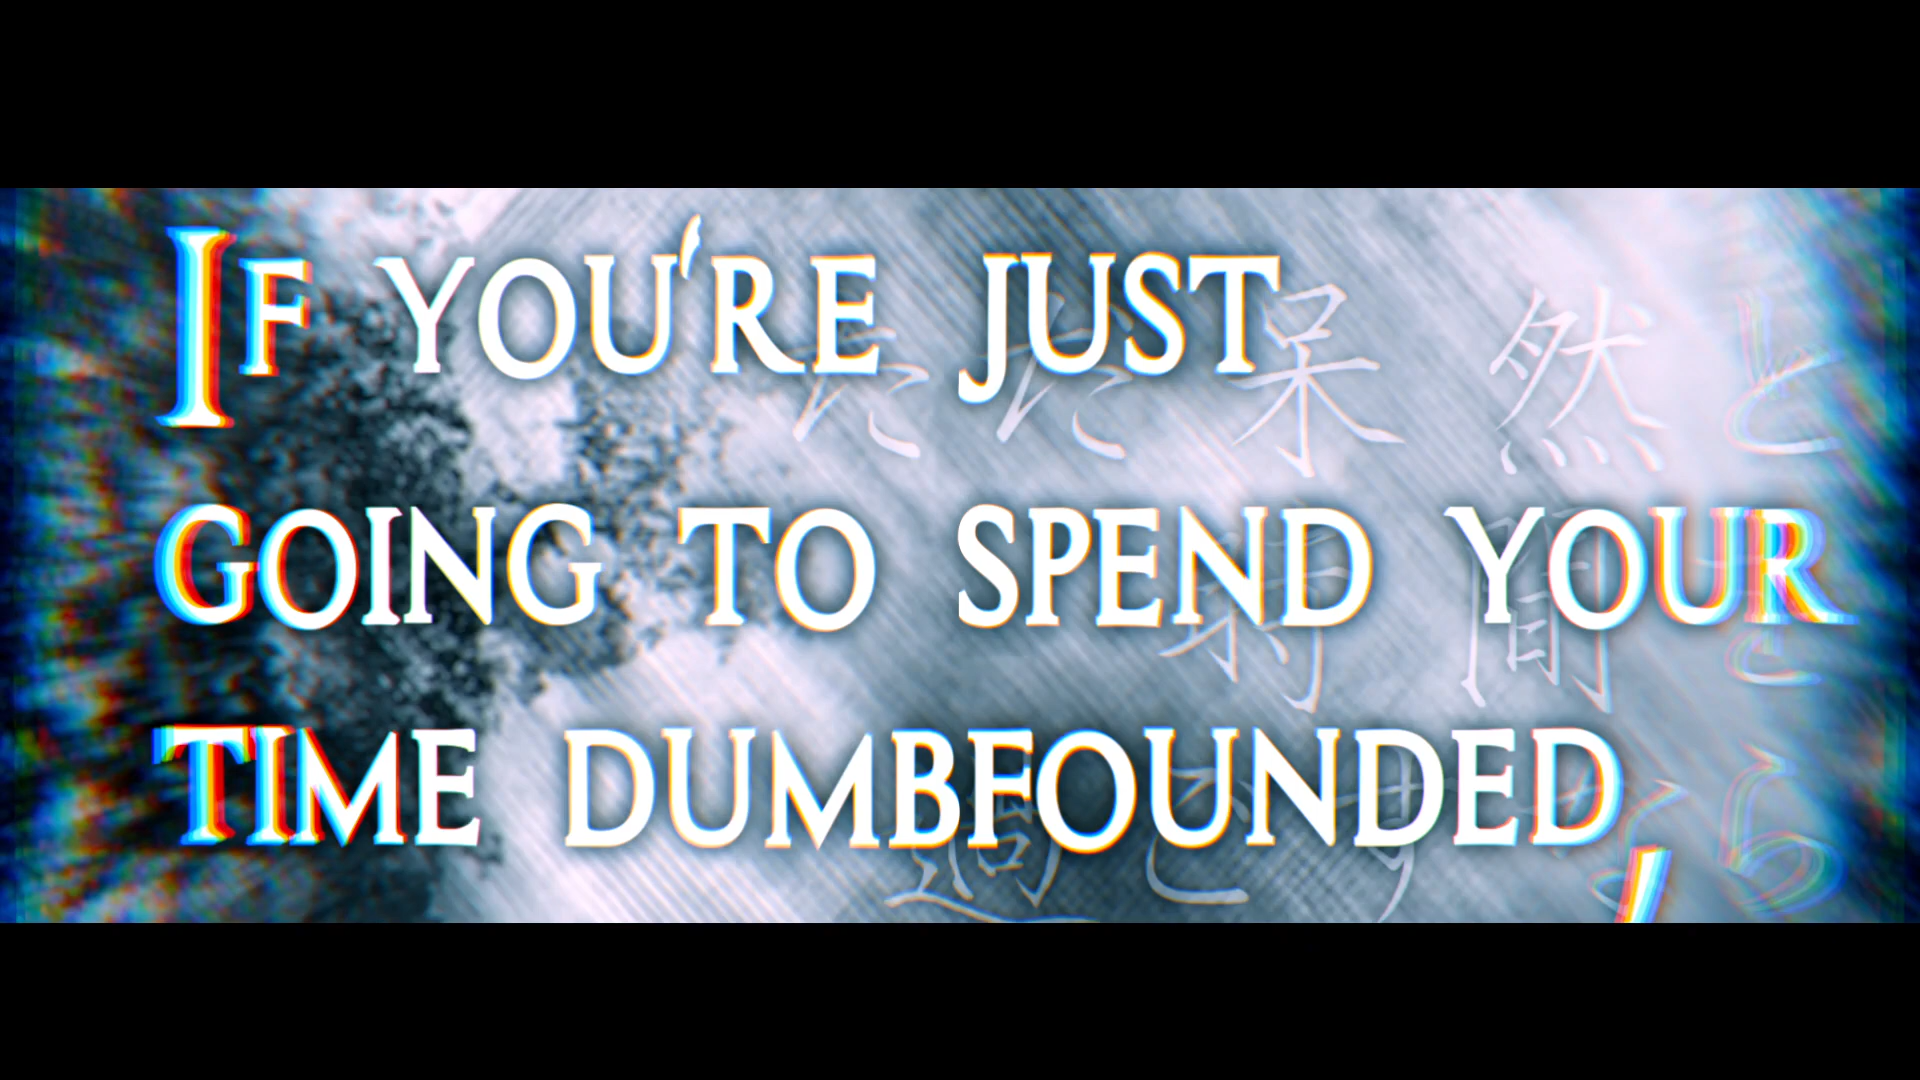 If you're just
going to spend your
time dumbfounded,
ただ呆然と
時間を
過ごすなら